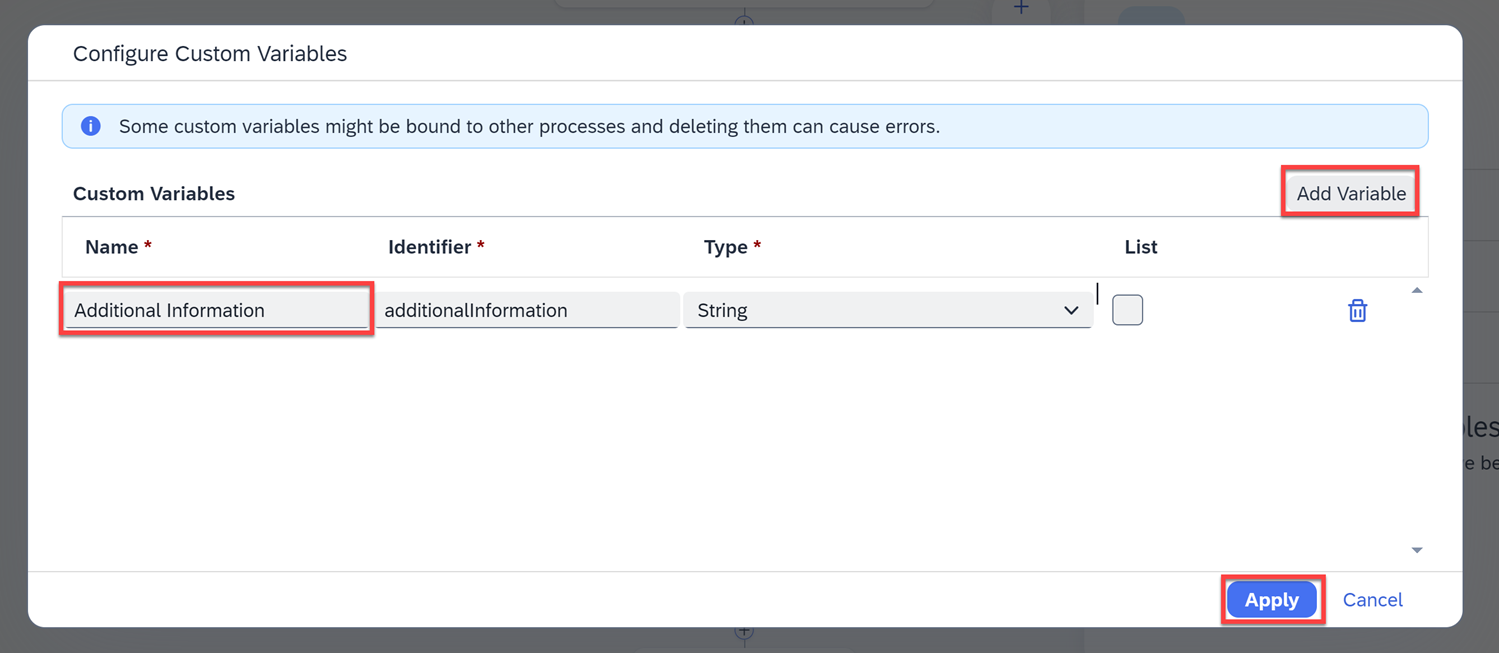 Configure Custom Variables
Some custom variables might be bound to other processes and deleting them can cause errors.
Custom Variables
Add Variable
Name *
Identifier *
Type *
List
Additional Information
additionalInformation
String
Apply
Cancel